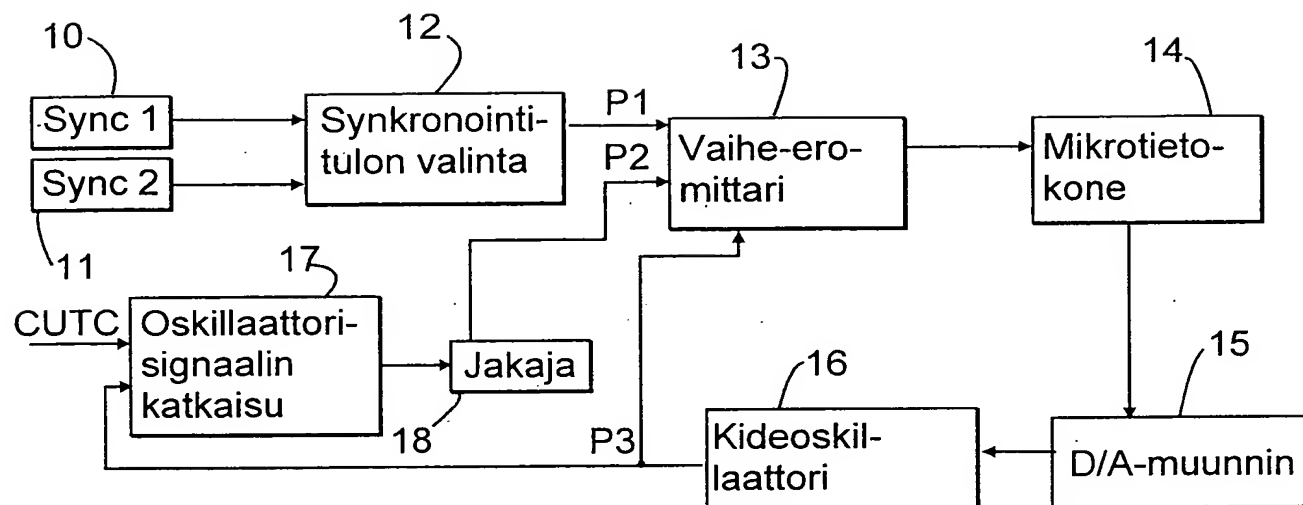 10
12
13
14
Sync 1
Sync 2
11
Synkronointi-
tulon valinta
P1
P2
Vaihe-ero-
mittari
Mikrotieto-
kone
17
CUTC
Oskillaattori-
signaalin
katkaisu
Jakaja
18
P3
16
Kideoskil-
laattori
15
D/A-muunnin